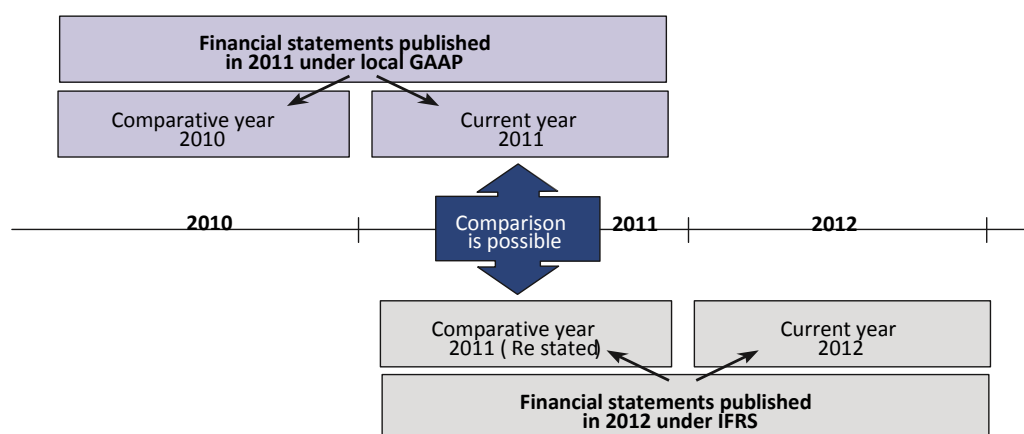 Financial statements published
in 2011 under local GAAP
Comparative year
2010
Current year
2011
2010
Comparison
is possible
2011
2012
Comparative year
2011 ( Re stated)
Current year
2012
Financial statements published
in 2012 under IFRS